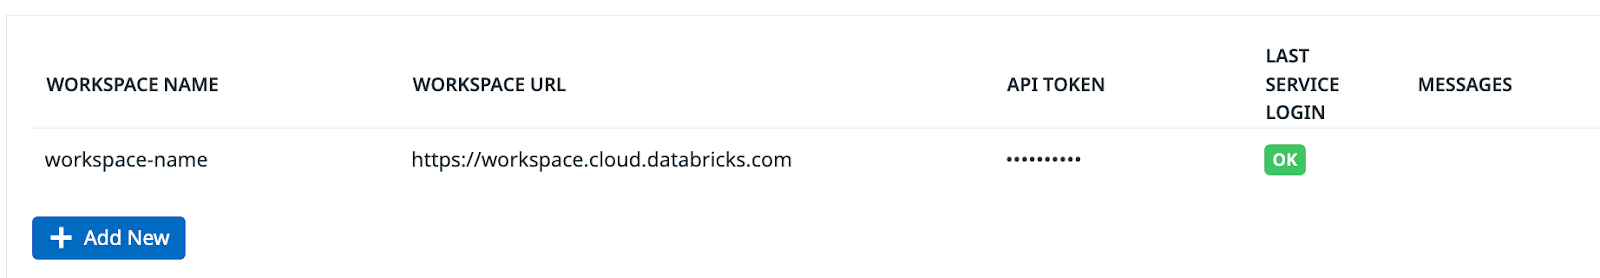 WORKSPACE NAME
WORKSPACE URL
API TOKEN
LAST
SERVICE
LOGIN
MESSAGES
workspace-name
https://workspace.cloud.databricks.com
••••••••••
OK
Add New